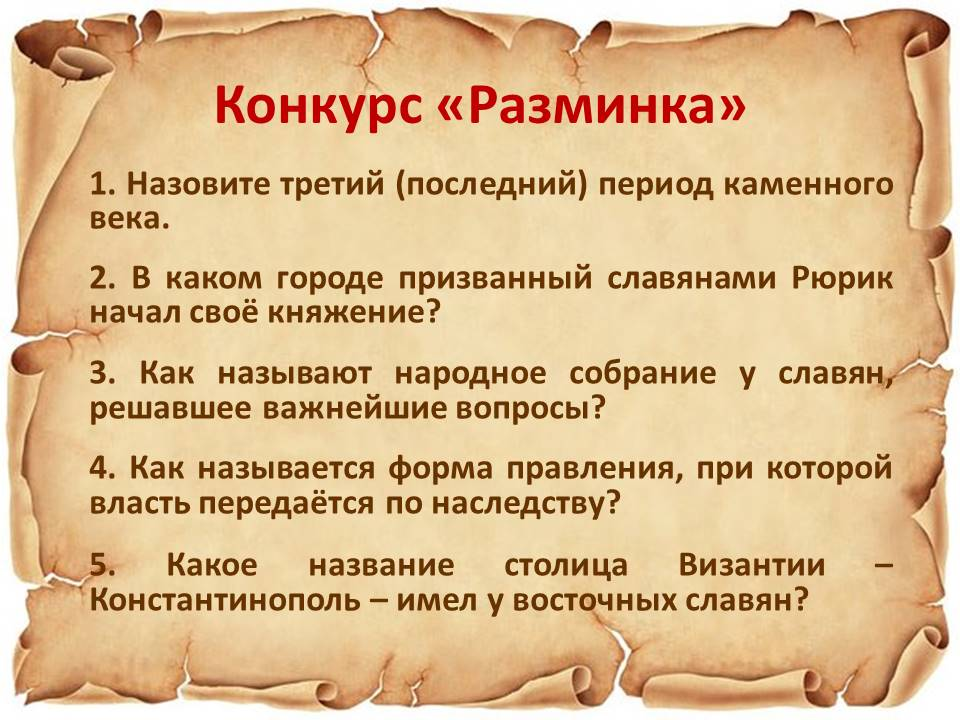 Конкурс «Разминка»
1. Назовите третий (последний) период каменного
века.
2. В каком городе призванный славянами Рюрик
начал своё княжение?
3. Как называют народное собрание у славян,
решавшее важнейшие вопросы?
4. Как называется форма правления, при которой
власть передаётся по наследству?
5. Какое название столица Византии –
Константинополь – имел у восточных славян?